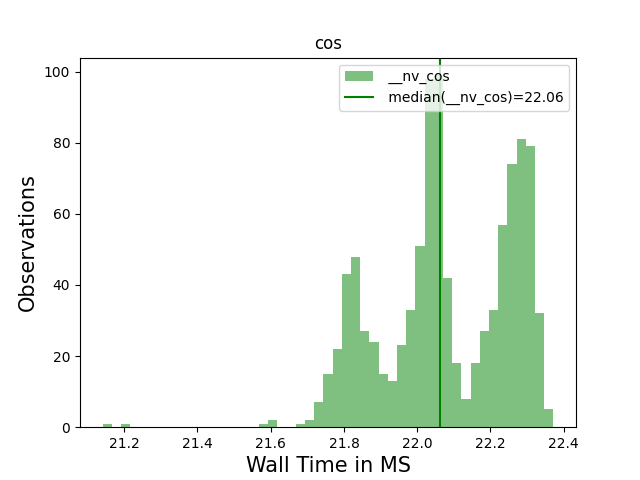 cos
__nv_cos
median(__nv_cos)=22.06
100
80
60
40
20
0
Observations
21.2 21.4 21.6 21.8 22.0 22.2 22.4
Wall Time in MS